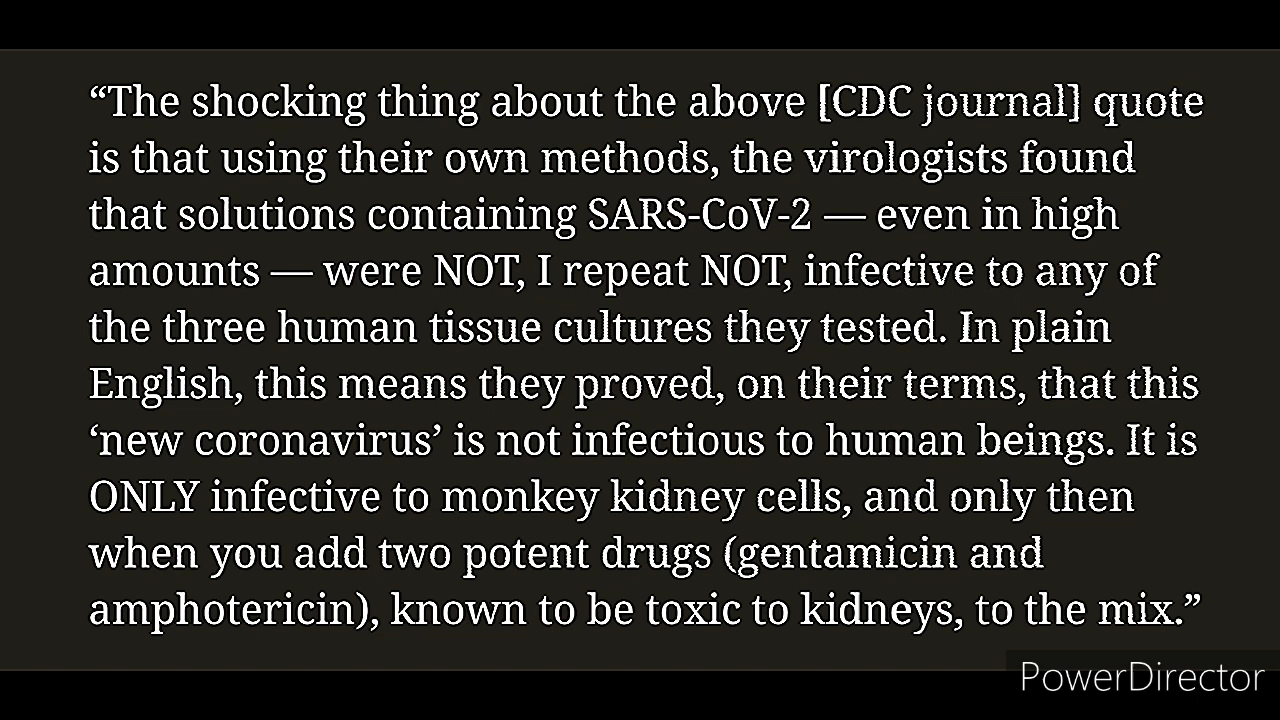 “The shocking thing about the above [CDC journal] quote
is that using their own methods, the virologists found
that solutions containing SARS-CoV-2 — even in high
amounts — were NOT, I repeat NOT, infective to any of
the three human tissue cultures they tested. In plain
English, this means they proved, on their terms, that this
‘new coronavirus’ is not infectious to human beings. It is
ONLY infective to monkey kidney cells, and only then
when you add two potent drugs (gentamicin and
amphotericin), known to be toxic to kidneys, to the mix.”
PowerDirector